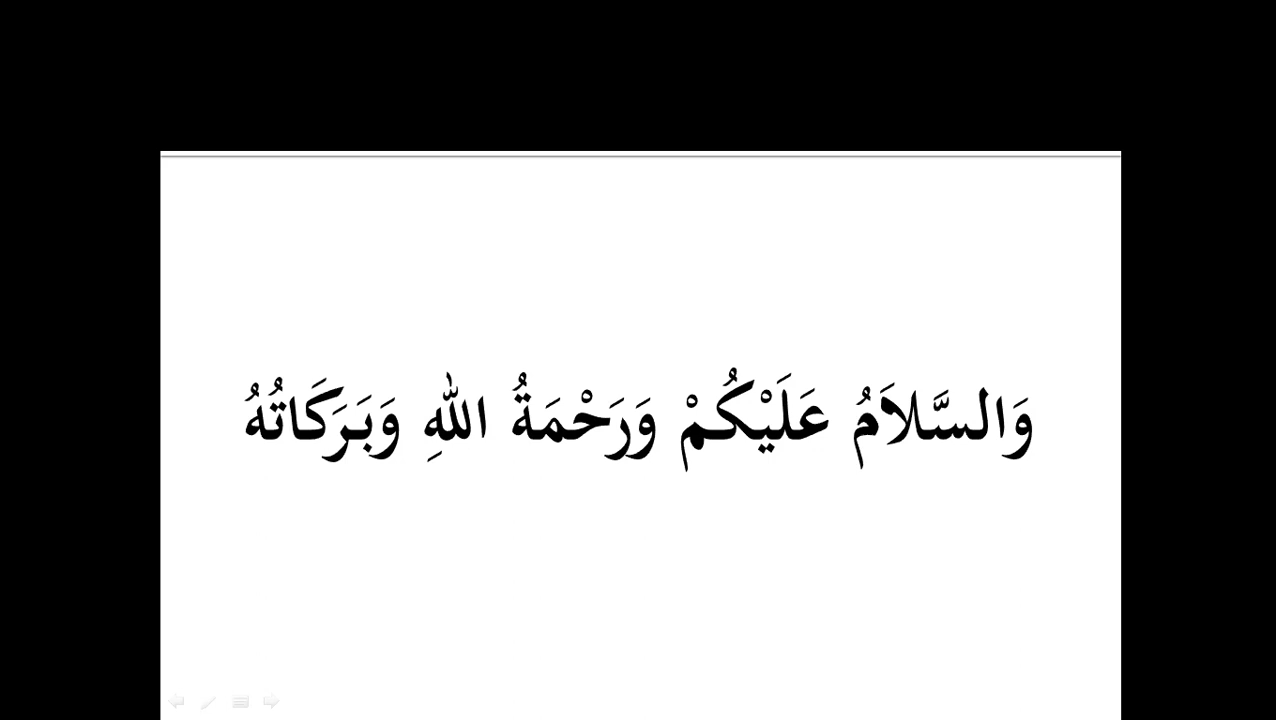 وَالسَّلاَمُ عَلَيْكُمْ وَرَحْمَةُ اللهِ وَبَرَكَاتُهُ